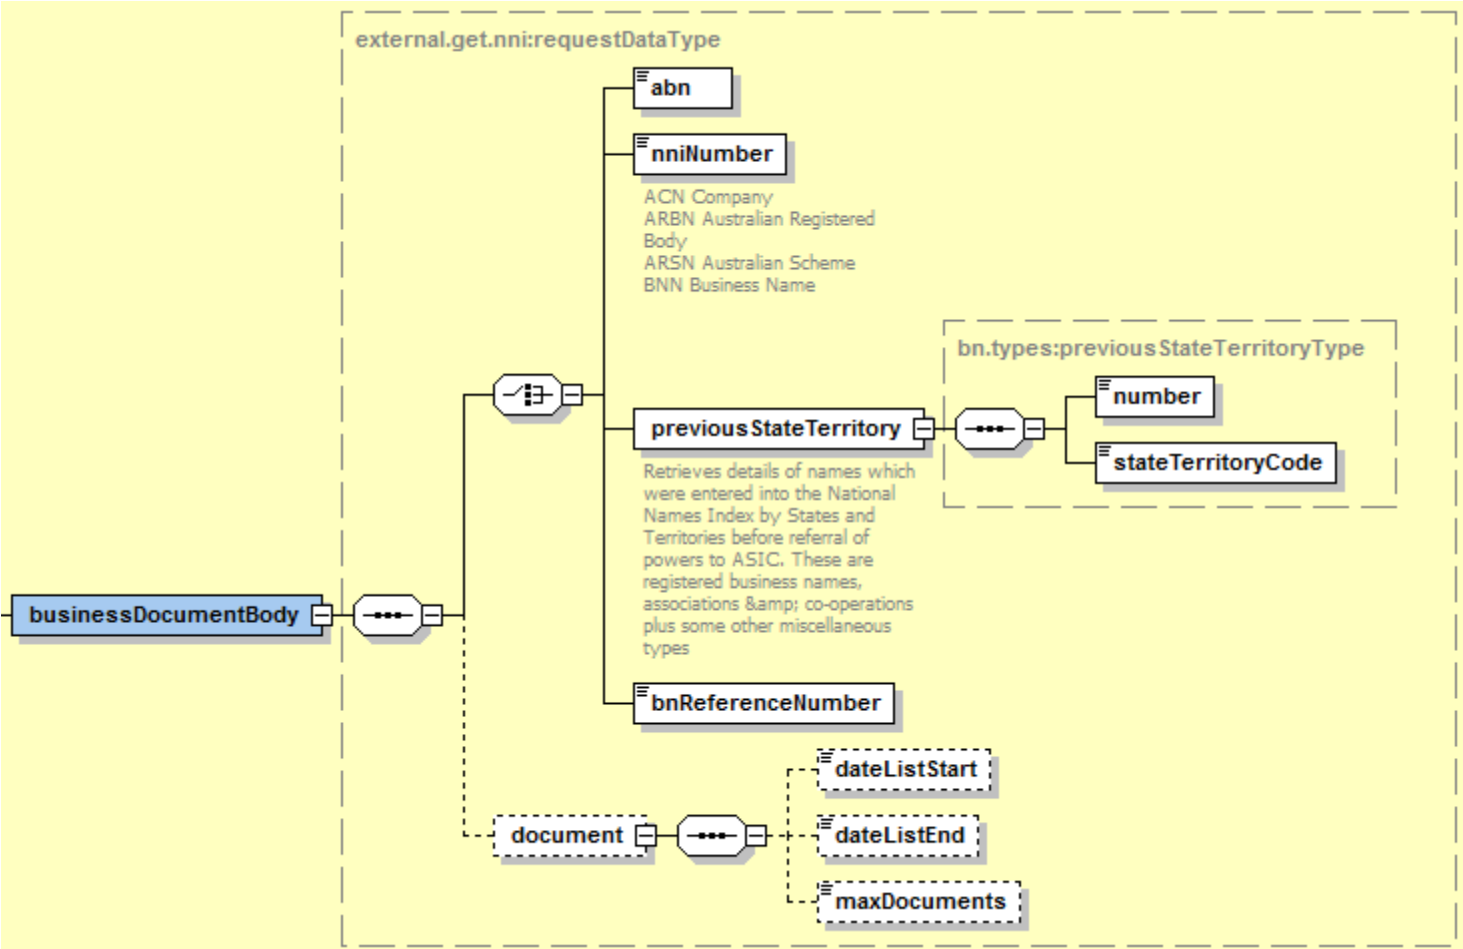 external.get.nni:requestDataType
abn
nniNumber
ACN Company
ARBN Australian Registered
Body
ARSN Australian Scheme
BNN Business Name
bn.types:previousStateTerritoryType
number
previousStateTerritory
stateTerritoryCode
Retrieves details of names which
were entered into the National
Names Index by States and
Territories before referral of
powers to ASIC. These are
registered business names,
associations &amp; co-operations
plus some other miscellaneous
types
businessDocumentBody
bnReferenceNumber
dateListStart
document
dateListEnd
maxDocuments